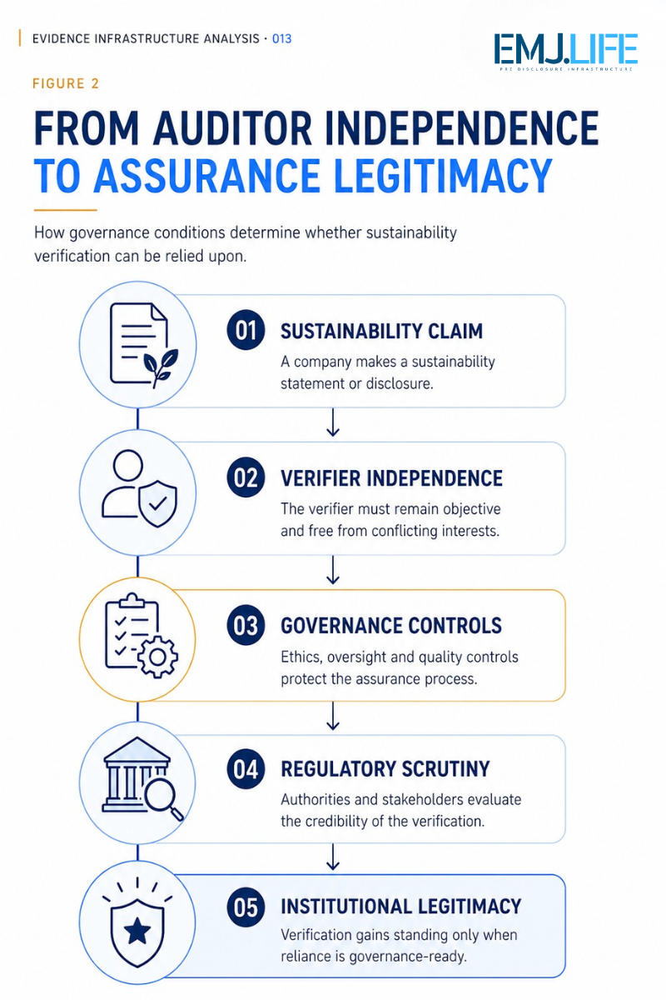 EVIDENCE INFRASTRUCTURE ANALYSIS · 013
EMJ.LIFE
PRE DISCLOSURE INFRASTRUCTURE
FIGURE 2
FROM AUDITOR INDEPENDENCE
TO ASSURANCE LEGITIMACY
How governance conditions determine whether sustainability
verification can be relied upon.
01 SUSTAINABILITY CLAIM
A company makes a sustainability
statement or disclosure.
02 VERIFIER INDEPENDENCE
The verifier must remain objective
and free from conflicting interests.
03 GOVERNANCE CONTROLS
Ethics, oversight and quality controls
protect the assurance process.
04 REGULATORY SCRUTINY
Authorities and stakeholders evaluate
the credibility of the verification.
05 INSTITUTIONAL LEGITIMACY
Verification gains standing only when
reliance is governance-ready.